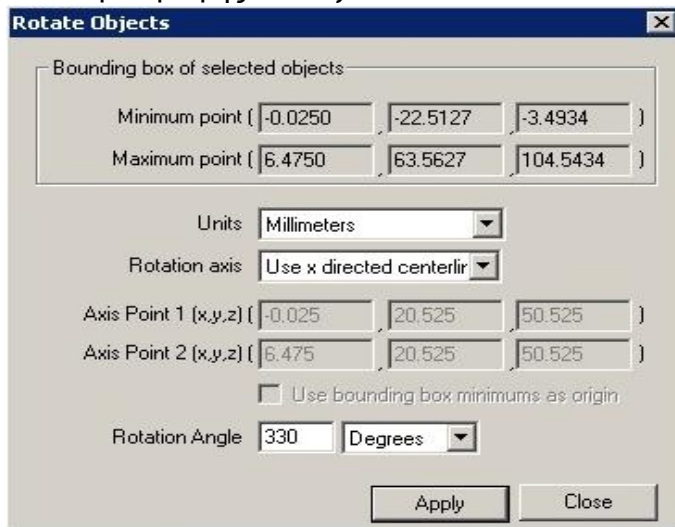 Rotate Objects
Bounding box of selected objects
Minimum point ( -0.0250 , -22.5127 , -3.4934 )
Maximum point ( 6.4750 , 63.5627 , 104.5434 )
Units Millimeters
Rotation axis Use x directed centerlir
Axis Point 1 (x,y,z) ( -0.025 , 20.525 , 50.525 )
Axis Point 2 (x,y,z) ( 6.475 , 20.525 , 50.525 )
Use bounding box minimums as origin
Rotation Angle 330 Degrees
Apply Close